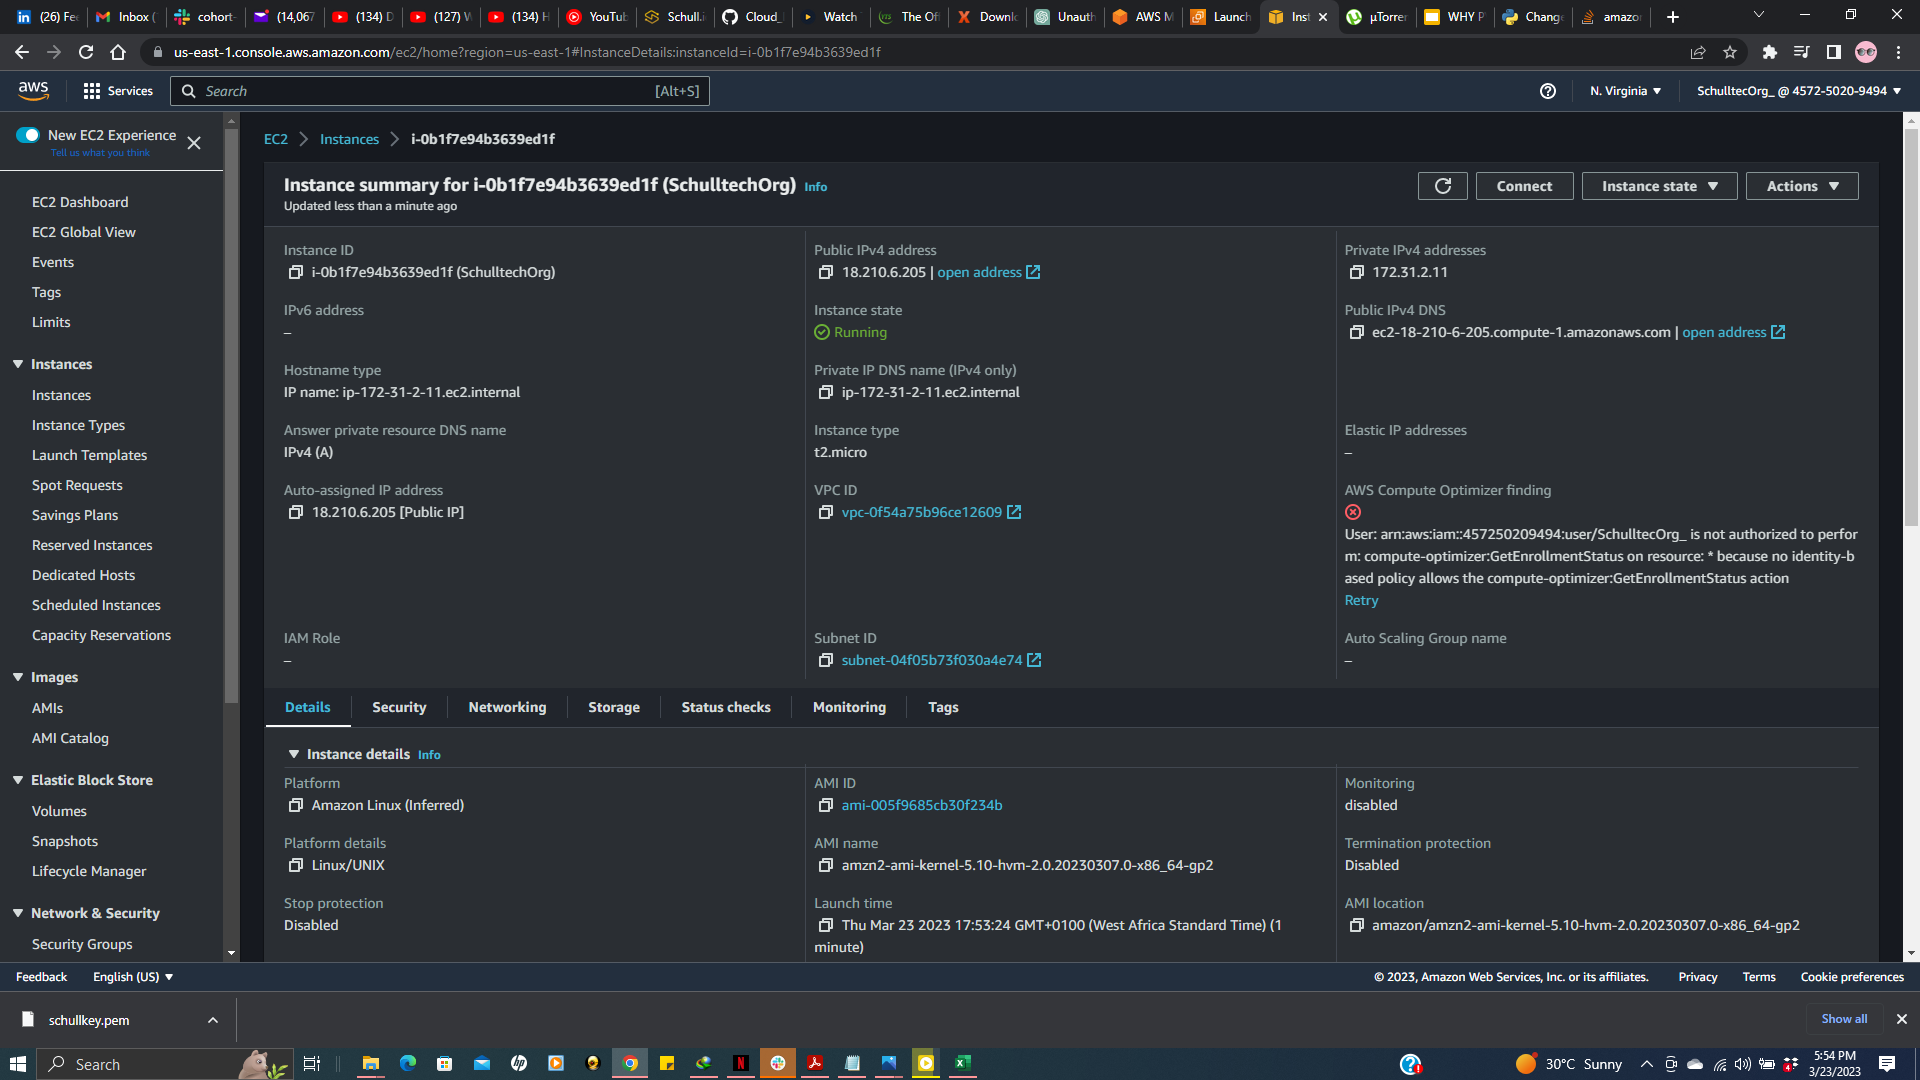 (26) Fee
Inbox (
cohort-
(14,067
(134) D
(127) W
(134) H
YouTub
Schull.i
Cloud_
Watch
The Off
Downlo
Unauth
AWS M
Launch
Inst
µTorren
WHY P
Change
amazon
us-east-1.console.aws.amazon.com/ec2/home?region=us-east-1#InstanceDetails:instanceId=i-0b1f7e94b3639ed1f
aws
Services
Search
[Alt+S]
N. Virginia
SchulltecOrg_ @ 4572-5020-9494
New EC2 Experience
Tell us what you think
EC2 Dashboard
EC2 Global View
Events
Tags
Limits
Instances
Instances
Instance Types
Launch Templates
Spot Requests
Savings Plans
Reserved Instances
Dedicated Hosts
Scheduled Instances
Capacity Reservations
Images
AMIs
AMI Catalog
Elastic Block Store
Volumes
Snapshots
Lifecycle Manager
Network & Security
Security Groups
EC2 > Instances > i-0b1f7e94b3639ed1f
Instance summary for i-0b1f7e94b3639ed1f (SchulltechOrg) Info
Updated less than a minute ago
Connect
Instance state
Actions
Instance ID
i-0b1f7e94b3639ed1f (SchulltechOrg)
Public IPv4 address
18.210.6.205 | open address
Private IPv4 addresses
172.31.2.11
IPv6 address
–
Instance state
Running
Public IPv4 DNS
ec2-18-210-6-205.compute-1.amazonaws.com | open address
Hostname type
IP name: ip-172-31-2-11.ec2.internal
Private IP DNS name (IPv4 only)
ip-172-31-2-11.ec2.internal
Answer private resource DNS name
IPv4 (A)
Instance type
t2.micro
Elastic IP addresses
–
Auto-assigned IP address
18.210.6.205 [Public IP]
VPC ID
vpc-0f54a75b96ce12609
AWS Compute Optimizer finding
User: arn:aws:iam::457250209494:user/SchulltecOrg_ is not authorized to perfor
m: compute-optimizer:GetEnrollmentStatus on resource: * because no identity-b
ased policy allows the compute-optimizer:GetEnrollmentStatus action
Retry
IAM Role
–
Subnet ID
subnet-04f05b73f030a4e74
Auto Scaling Group name
–
Details
Security
Networking
Storage
Status checks
Monitoring
Tags
Instance details Info
Platform
Amazon Linux (Inferred)
AMI ID
ami-005f9685cb30f234b
Monitoring
disabled
Platform details
Linux/UNIX
AMI name
amzn2-ami-kernel-5.10-hvm-2.0.20230307.0-x86_64-gp2
Termination protection
Disabled
Stop protection
Disabled
Launch time
Thu Mar 23 2023 17:53:24 GMT+0100 (West Africa Standard Time) (1
minute)
AMI location
amazon/amzn2-ami-kernel-5.10-hvm-2.0.20230307.0-x86_64-gp2
Feedback
English (US)
© 2023, Amazon Web Services, Inc. or its affiliates.
Privacy
Terms
Cookie preferences
schullkey.pem
Show all
Search
30°C Sunny
5:54 PM
3/23/2023